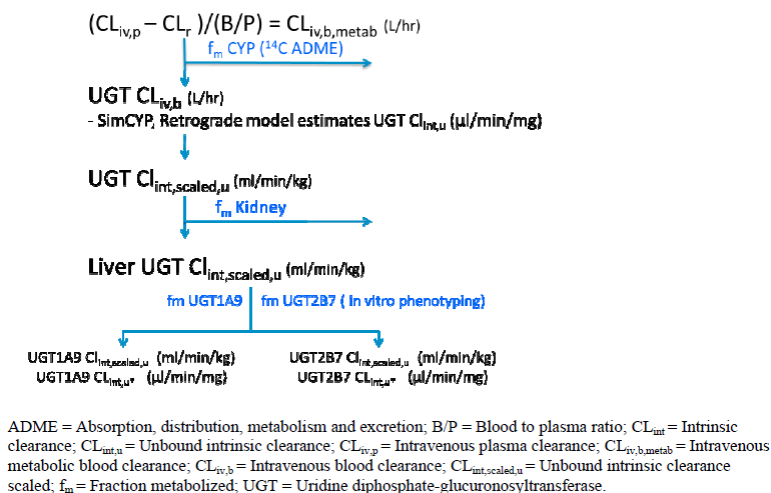 (CLiv,p – CLr )/(B/P) = CLiv,b,metab (L/hr)
fm CYP (14C ADME)
UGT CLiv,b (L/hr)
- SimCYP, Retrograde model estimates UGT Clint,u (µl/min/mg)
UGT Clint,scaled,u (ml/min/kg)
fm Kidney
Liver UGT Clint,scaled,u (ml/min/kg)
fm UGT1A9 fm UGT2B7 ( in vitro phenotyping)
UGT1A9 Clint,scaled,u (ml/min/kg) UGT2B7 Clint,scaled,u (ml/min/kg)
UGT1A9 CLint,u* (µl/min/mg) UGT2B7 CLint,u* (µl/min/mg)
ADME = Absorption, distribution, metabolism and excretion; B/P = Blood to plasma ratio; CLint = Intrinsic
clearance; CLint,u = Unbound intrinsic clearance; CLiv,p = Intravenous plasma clearance; CLiv,b,metab = Intravenous
metabolic blood clearance; CLiv,b = Intravenous blood clearance; CLint,scaled,u = Unbound intrinsic clearance
scaled; fm = Fraction metabolized; UGT = Uridine diphosphate-glucuronosyltransferase.